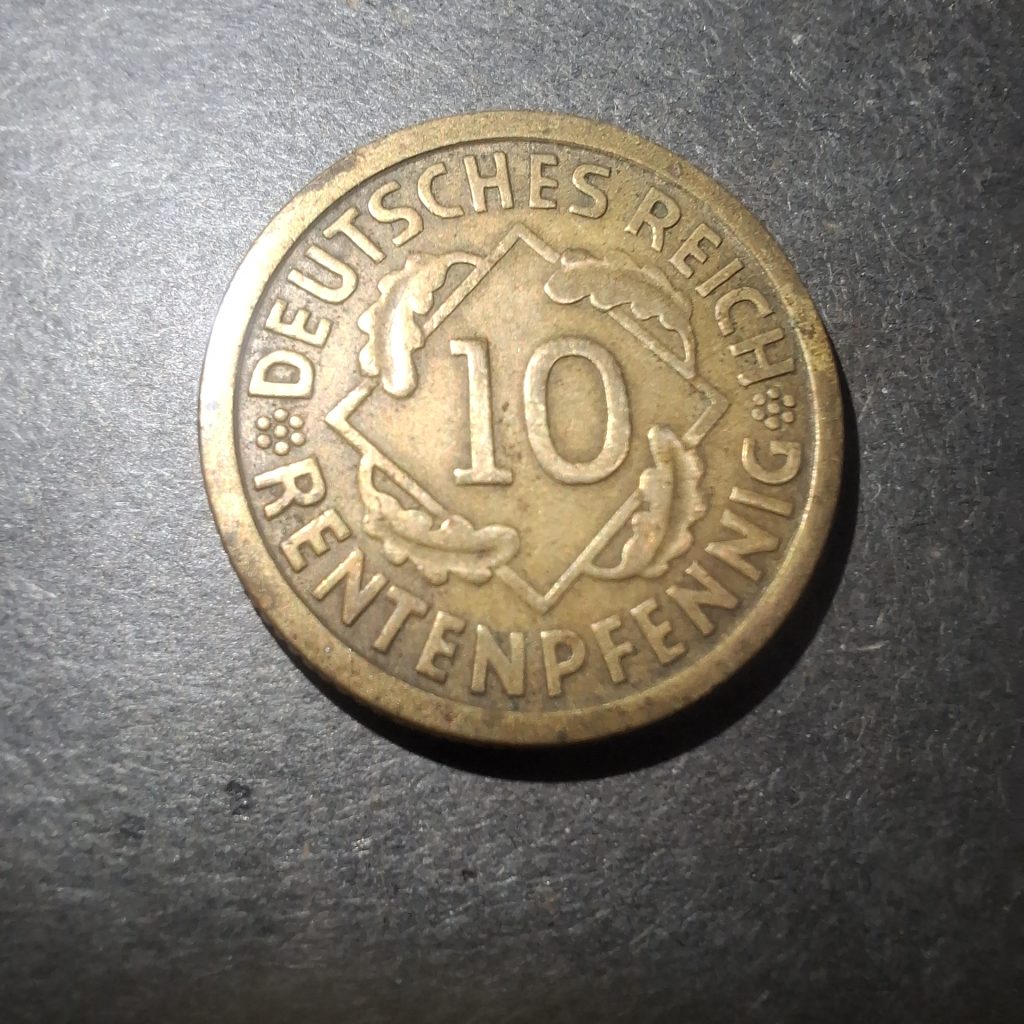 DEUTSCHES REICH
10
RENTENPFENNIG